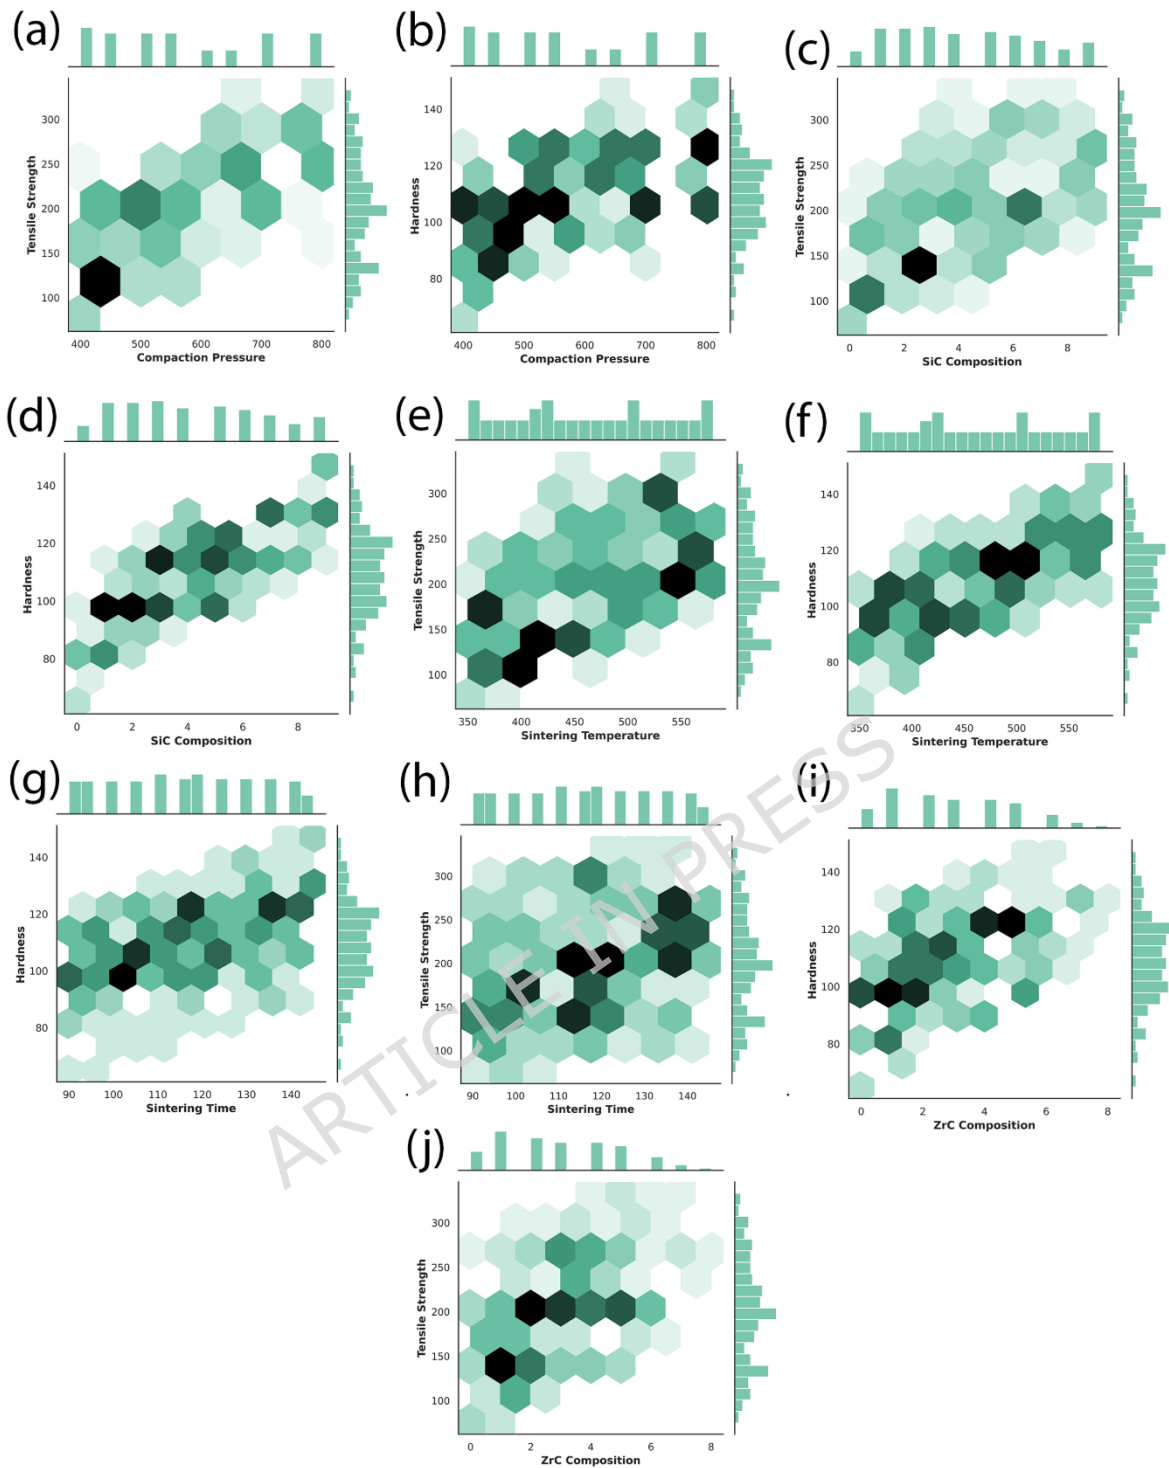 (a)
Tensile Strength
300
250
200
150
100
400 500 600 700 800
Compaction Pressure
(b)
Hardness
140
120
100
80
400 500 600 700 800
Compaction Pressure
(c)
Tensile Strength
300
250
200
150
100
0 2 4 6 8
SiC Composition
(d)
Hardness
140
120
100
80
0 2 4 6 8
SiC Composition
(e)
Tensile Strength
300
250
200
150
100
350 400 450 500 550
Sintering Temperature
(f)
Hardness
140
120
100
80
350 400 450 500 550
Sintering Temperature
(g)
Hardness
140
120
100
80
90 100 110 120 130 140
Sintering Time
(h)
Tensile Strength
300
250
200
150
100
90 100 110 120 130 140
Sintering Time
(i)
Hardness
140
120
100
80
0 2 4 6 8
ZrC Composition
(j)
Tensile Strength
300
250
200
150
100
0 2 4 6 8
ZrC Composition
ARTICLE IN PRESS